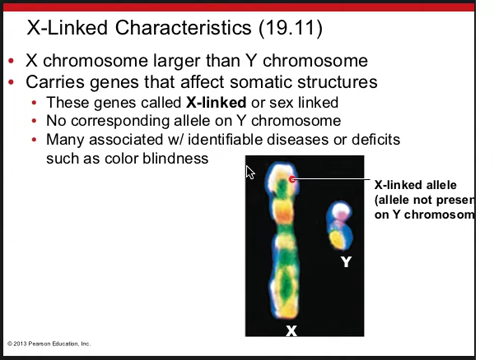 X-Linked Characteristics (19.11)
• X chromosome larger than Y chromosome
• Carries genes that affect somatic structures
• These genes called X-linked or sex linked
• No corresponding allele on Y chromosome
• Many associated w/ identifiable diseases or deficits
such as color blindness
X-linked allele
(allele not presen
on Y chromosom
Y
X
© 2013 Pearson Education, Inc.